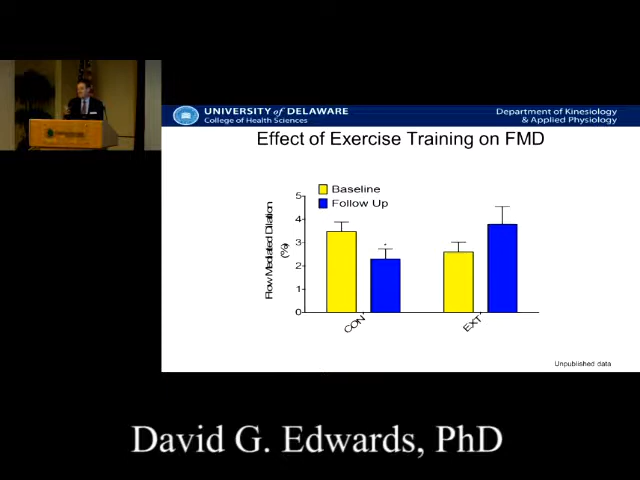 UNIVERSITY of DELAWARE
College of Health Sciences
Department of Kinesiology
& Applied Physiology
Effect of Exercise Training on FMD
Baseline
Follow Up
Flow Mediated Dilation
(%)
5
4
3
2
1
0
*
CON
EXT
Unpublished data
David G. Edwards, PhD